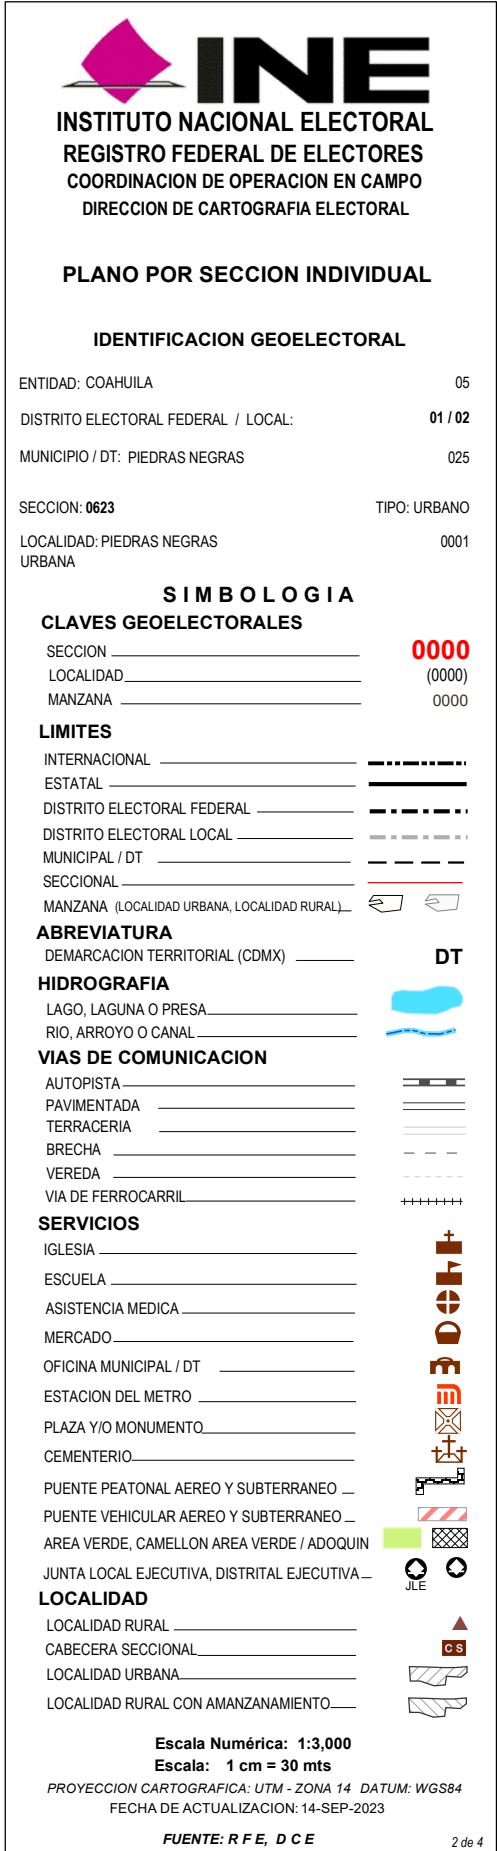 INE
INSTITUTO NACIONAL ELECTORAL
REGISTRO FEDERAL DE ELECTORES
COORDINACION DE OPERACION EN CAMPO
DIRECCION DE CARTOGRAFIA ELECTORAL
PLANO POR SECCION INDIVIDUAL
IDENTIFICACION GEOELECTORAL
ENTIDAD: COAHUILA 05
DISTRITO ELECTORAL FEDERAL / LOCAL: 01 / 02
MUNICIPIO / DT: PIEDRAS NEGRAS 025
SECCION: 0623 TIPO: URBANO
LOCALIDAD: PIEDRAS NEGRAS 0001
URBANA
SIMBOLOGIA
CLAVES GEOELECTORALES
SECCION 0000
LOCALIDAD (0000)
MANZANA 0000
LIMITES
INTERNACIONAL
ESTATAL
DISTRITO ELECTORAL FEDERAL
DISTRITO ELECTORAL LOCAL
MUNICIPAL / DT
SECCIONAL
MANZANA (LOCALIDAD URBANA, LOCALIDAD RURAL)
ABREVIATURA
DEMARCACION TERRITORIAL (CDMX) DT
HIDROGRAFIA
LAGO, LAGUNA O PRESA
RIO, ARROYO O CANAL
VIAS DE COMUNICACION
AUTOPISTA
PAVIMENTADA
TERRACERIA
BRECHA
VEREDA
VIA DE FERROCARRIL
SERVICIOS
IGLESIA
ESCUELA
ASISTENCIA MEDICA
MERCADO
OFICINA MUNICIPAL / DT
ESTACION DEL METRO
PLAZA Y/O MONUMENTO
CEMENTERIO
PUENTE PEATONAL AEREO Y SUBTERRANEO
PUENTE VEHICULAR AEREO Y SUBTERRANEO
AREA VERDE, CAMELLON AREA VERDE / ADOQUIN
JUNTA LOCAL EJECUTIVA, DISTRITAL EJECUTIVA
JLE
LOCALIDAD
LOCALIDAD RURAL
CABECERA SECCIONAL C S
LOCALIDAD URBANA
LOCALIDAD RURAL CON AMANZANAMIENTO
Escala Numérica: 1:3,000
Escala: 1 cm = 30 mts
PROYECCION CARTOGRAFICA: UTM - ZONA 14 DATUM: WGS84
FECHA DE ACTUALIZACION: 14-SEP-2023
FUENTE: R F E, D C E
2 de 4